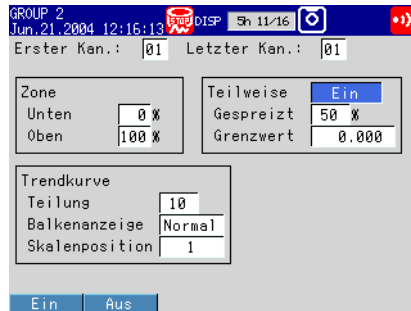 GROUP 2
Jun.21.2004 12:16:13 STOP DISP 5h 11/16
Erster Kan.: 01 Letzter Kan.: 01
Zone
Unten 0 %
Oben 100 %
Teilweise Ein
Gespreizt 50 %
Grenzwert 0.000
Trendkurve
Teilung 10
Balkenanzeige Normal
Skalenposition 1
Ein Aus